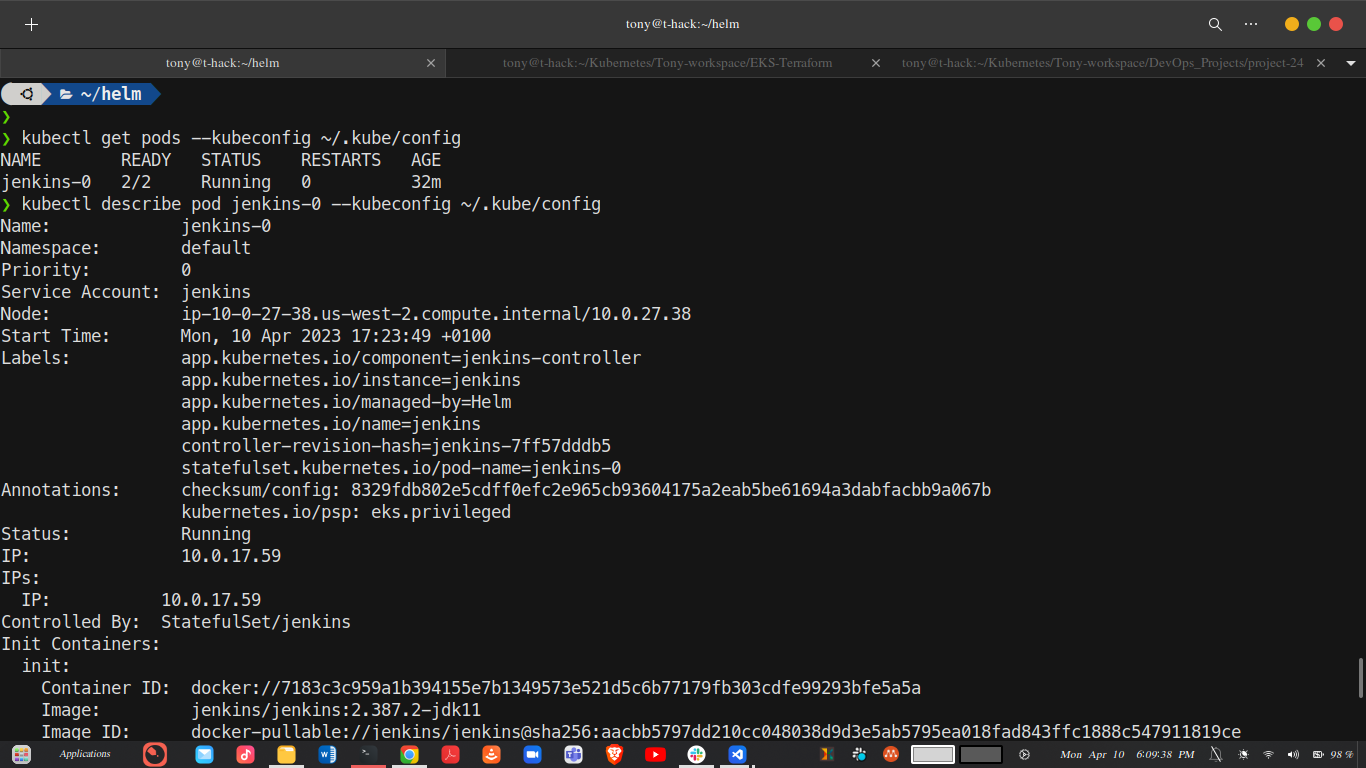 tony@t-hack:~/helm
tony@t-hack:~/helm
tony@t-hack:~/Kubernetes/Tony-workspace/EKS-Terraform
tony@t-hack:~/Kubernetes/Tony-workspace/DevOps_Projects/project-24
~/helm
❯
❯ kubectl get pods --kubeconfig ~/.kube/config
NAME        READY   STATUS    RESTARTS   AGE
jenkins-0   2/2     Running   0          32m
❯ kubectl describe pod jenkins-0 --kubeconfig ~/.kube/config
Name:             jenkins-0
Namespace:        default
Priority:         0
Service Account:  jenkins
Node:             ip-10-0-27-38.us-west-2.compute.internal/10.0.27.38
Start Time:       Mon, 10 Apr 2023 17:23:49 +0100
Labels:           app.kubernetes.io/component=jenkins-controller
                  app.kubernetes.io/instance=jenkins
                  app.kubernetes.io/managed-by=Helm
                  app.kubernetes.io/name=jenkins
                  controller-revision-hash=jenkins-7ff57dddb5
                  statefulset.kubernetes.io/pod-name=jenkins-0
Annotations:      checksum/config: 8329fdb802e5cdff0efc2e965cb93604175a2eab5be61694a3dabfacbb9a067b
                  kubernetes.io/psp: eks.privileged
Status:           Running
IP:               10.0.17.59
IPs:
  IP:           10.0.17.59
Controlled By:  StatefulSet/jenkins
Init Containers:
  init:
    Container ID:  docker://7183c3c959a1b394155e7b1349573e521d5c6b77179fb303cdfe99293bfe5a5a
    Image:         jenkins/jenkins:2.387.2-jdk11
    Image ID:      docker-pullable://jenkins/jenkins@sha256:aacbb5797dd210cc048038d9d3e5ab5795ea018fad843ffc1888c547911819ce
Applications
Mon Apr 10 6:09:38 PM
98 %